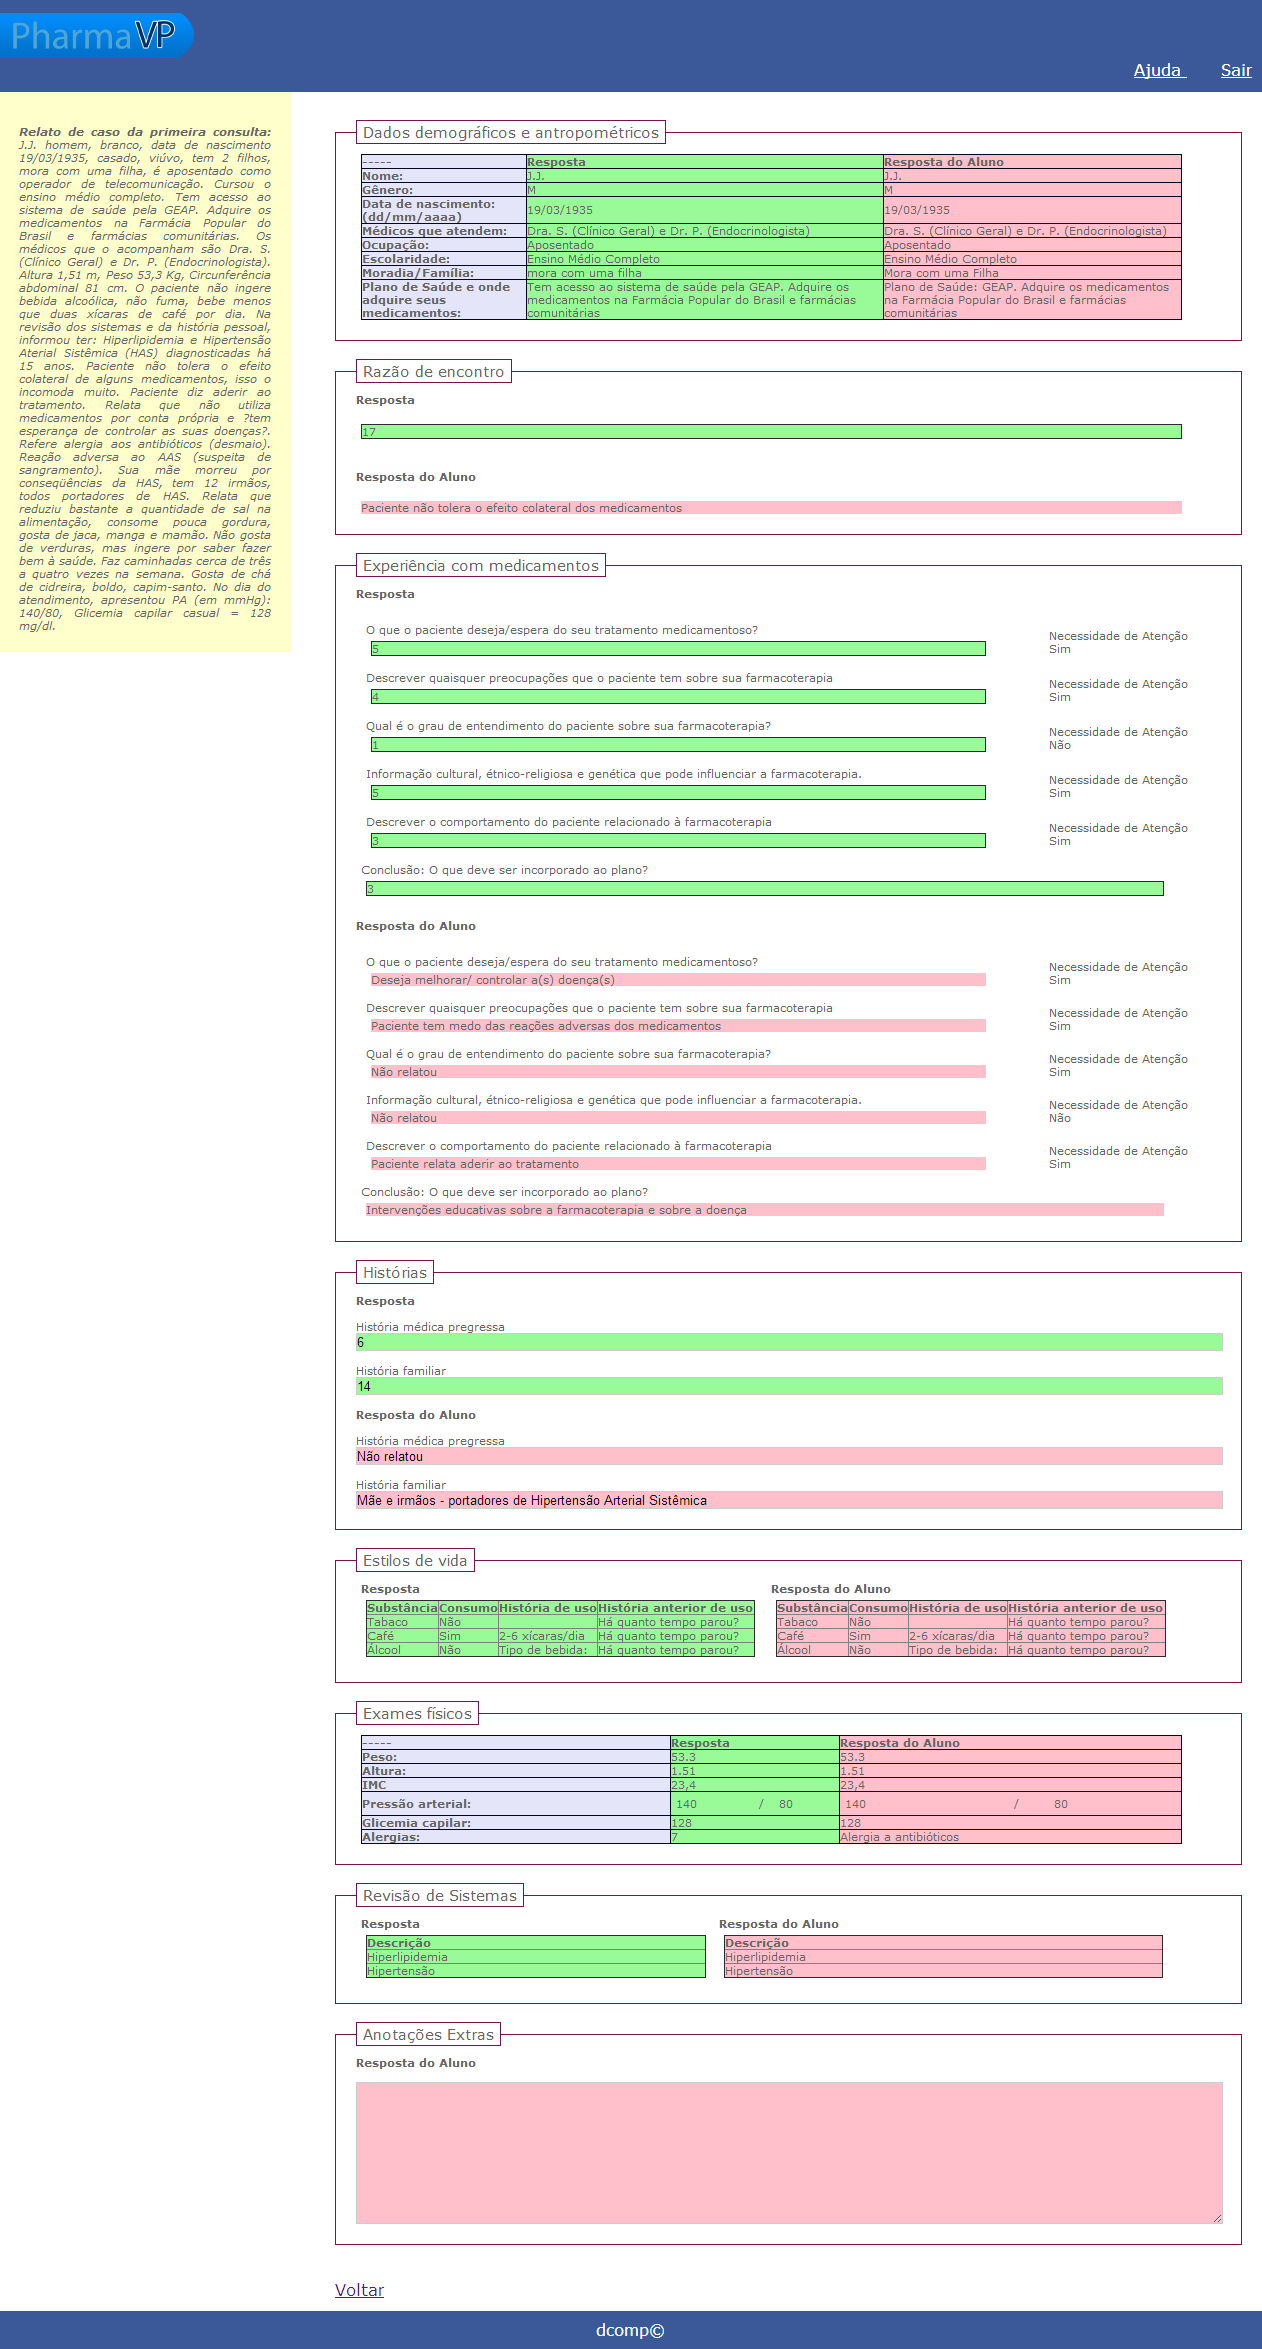 PharmaVP
Ajuda
Sair
Relato de caso da primeira consulta:
J.J. homem, branco, data de nascimento
19/03/1935, casado, viúvo, tem 2 filhos,
mora com uma filha, é aposentado como
operador de telecomunicação. Cursou o
ensino médio completo. Tem acesso ao
sistema de saúde pela GEAP. Adquire os
medicamentos na Farmácia Popular do
Brasil e farmácias comunitárias. Os
médicos que o acompanham são Dra. S.
(Clínico Geral) e Dr. P. (Endocrinologista).
Altura 1,51 m, Peso 53,3 Kg, Circunferência
abdominal 81 cm. O paciente não ingere
bebida alcoólica, não fuma, bebe menos
que duas xícaras de café por dia. Na
revisão dos sistemas e da história pessoal,
informou ter: Hiperlipidemia e Hipertensão
Aterial Sistêmica (HAS) diagnosticadas há
15 anos. Paciente não tolera o efeito
colateral de alguns medicamentos, isso o
incomoda muito. Paciente diz aderir ao
tratamento. Relata que não utiliza
medicamentos por conta própria e ?tem
esperança de controlar as suas doenças?.
Refere alergia aos antibióticos (desmaio).
Reação adversa ao AAS (suspeita de
sangramento). Sua mãe morreu por
conseqüências da HAS, tem 12 irmãos,
todos portadores de HAS. Relata que
reduziu bastante a quantidade de sal na
alimentação, consome pouca gordura,
gosta de jaca, manga e mamão. Não gosta
de verduras, mas ingere por saber fazer
bem à saúde. Faz caminhadas cerca de três
a quatro vezes na semana. Gosta de chá
de cidreira, boldo, capim-santo. No dia do
atendimento, apresentou PA (em mmHg):
140/80, Glicemia capilar casual = 128
mg/dl.
Dados demográficos e antropométricos
----- Resposta Resposta do Aluno
Nome: J.J. J.J.
Gênero: M M
Data de nascimento:
(dd/mm/aaaa) 19/03/1935 19/03/1935
Médicos que atendem: Dra. S. (Clínico Geral) e Dr. P. (Endocrinologista) Dra. S. (Clínico Geral) e Dr. P. (Endocrinologista)
Ocupação: Aposentado Aposentado
Escolaridade: Ensino Médio Completo Ensino Médio Completo
Moradia/Família: mora com uma filha Mora com uma Filha
Plano de Saúde e onde Tem acesso ao sistema de saúde pela GEAP. Adquire os Plano de Saúde: GEAP. Adquire os medicamentos
adquire seus medicamentos na Farmácia Popular do Brasil e farmácias na Farmácia Popular do Brasil e farmácias
medicamentos: comunitárias comunitárias
Razão de encontro
Resposta
17
Resposta do Aluno
Paciente não tolera o efeito colateral dos medicamentos
Experiência com medicamentos
Resposta
O que o paciente deseja/espera do seu tratamento medicamentoso? Necessidade de Atenção
5 Sim
Descrever quaisquer preocupações que o paciente tem sobre sua farmacoterapia Necessidade de Atenção
4 Sim
Qual é o grau de entendimento do paciente sobre sua farmacoterapia? Necessidade de Atenção
1 Não
Informação cultural, étnico-religiosa e genética que pode influenciar a farmacoterapia. Necessidade de Atenção
5 Sim
Descrever o comportamento do paciente relacionado à farmacoterapia Necessidade de Atenção
3 Sim
Conclusão: O que deve ser incorporado ao plano?
3
Resposta do Aluno
O que o paciente deseja/espera do seu tratamento medicamentoso? Necessidade de Atenção
Deseja melhorar/ controlar a(s) doença(s) Sim
Descrever quaisquer preocupações que o paciente tem sobre sua farmacoterapia Necessidade de Atenção
Paciente tem medo das reações adversas dos medicamentos Sim
Qual é o grau de entendimento do paciente sobre sua farmacoterapia? Necessidade de Atenção
Não relatou Sim
Informação cultural, étnico-religiosa e genética que pode influenciar a farmacoterapia. Necessidade de Atenção
Não relatou Não
Descrever o comportamento do paciente relacionado à farmacoterapia Necessidade de Atenção
Paciente relata aderir ao tratamento Sim
Conclusão: O que deve ser incorporado ao plano?
Intervenções educativas sobre a farmacoterapia e sobre a doença
Histórias
Resposta
História médica pregressa
6
História familiar
14
Resposta do Aluno
História médica pregressa
Não relatou
História familiar
Mãe e irmãos - portadores de Hipertensão Arterial Sistêmica
Estilos de vida
Resposta Resposta do Aluno
Substância Consumo História de uso História anterior de uso Substância Consumo História de uso História anterior de uso
Tabaco Não Há quanto tempo parou? Tabaco Não Há quanto tempo parou?
Café Sim 2-6 xícaras/dia Há quanto tempo parou? Café Sim 2-6 xícaras/dia Há quanto tempo parou?
Álcool Não Tipo de bebida: Há quanto tempo parou? Álcool Não Tipo de bebida: Há quanto tempo parou?
Exames físicos
----- Resposta Resposta do Aluno
Peso: 53.3 53.3
Altura: 1.51 1.51
IMC 23,4 23,4
Pressão arterial: 140 / 80 140 / 80
Glicemia capilar: 128 128
Alergias: 7 Alergia a antibióticos
Revisão de Sistemas
Resposta Resposta do Aluno
Descrição Descrição
Hiperlipidemia Hiperlipidemia
Hipertensão Hipertensão
Anotações Extras
Resposta do Aluno
Voltar
dcomp©